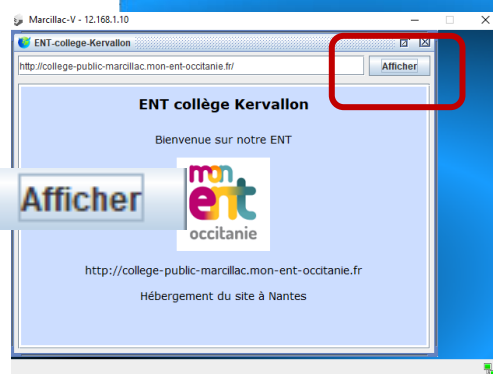 Marcillac-V - 12.168.1.10
ENT-college-Kervallon
http://college-public-marcillac.mon-ent-occitanie.fr/
Afficher
ENT collège Kervallon
Bienvenue sur notre ENT
Afficher
mon
ent
occitanie
http://college-public-marcillac.mon-ent-occitanie.fr
Hébergement du site à Nantes